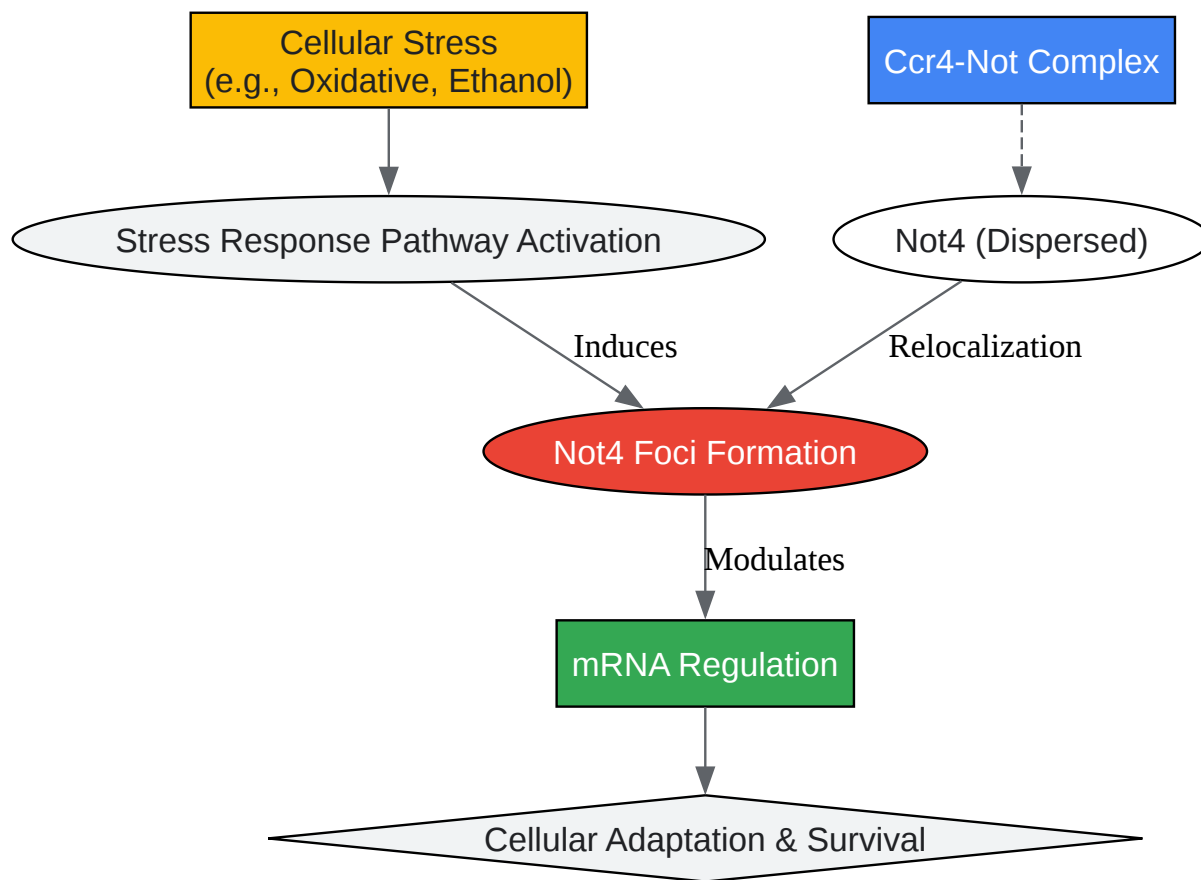 Cellular Stress
(e.g., Oxidative, Ethanol)
Ccr4-Not Complex
Stress Response Pathway Activation
Not4 (Dispersed)
Induces
Relocalization
Not4 Foci Formation
Modulates
mRNA Regulation
Cellular Adaptation & Survival